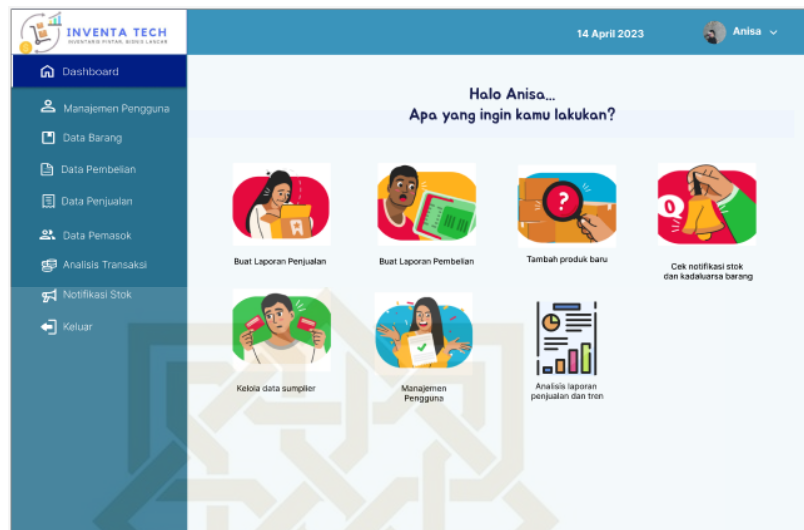 INVENTA TECH
INVENTARIS PINTAR, BISNIS LANCAR
14 April 2023
Anisa
Dashboard
Manajemen Pengguna
Data Barang
Data Pembelian
Data Penjualan
Data Pemasok
Analisis Transaksi
Notifikasi Stok
Keluar
Halo Anisa...
Apa yang ingin kamu lakukan?
Buat Laporan Penjualan
Buat Laporan Pembelian
?
Tambah produk baru
0
Cek notifikasi stok
dan kadaluarsa barang
Kelola data sumplier
Manajemen
Pengguna
Analisis laporan
penjualan dan tren